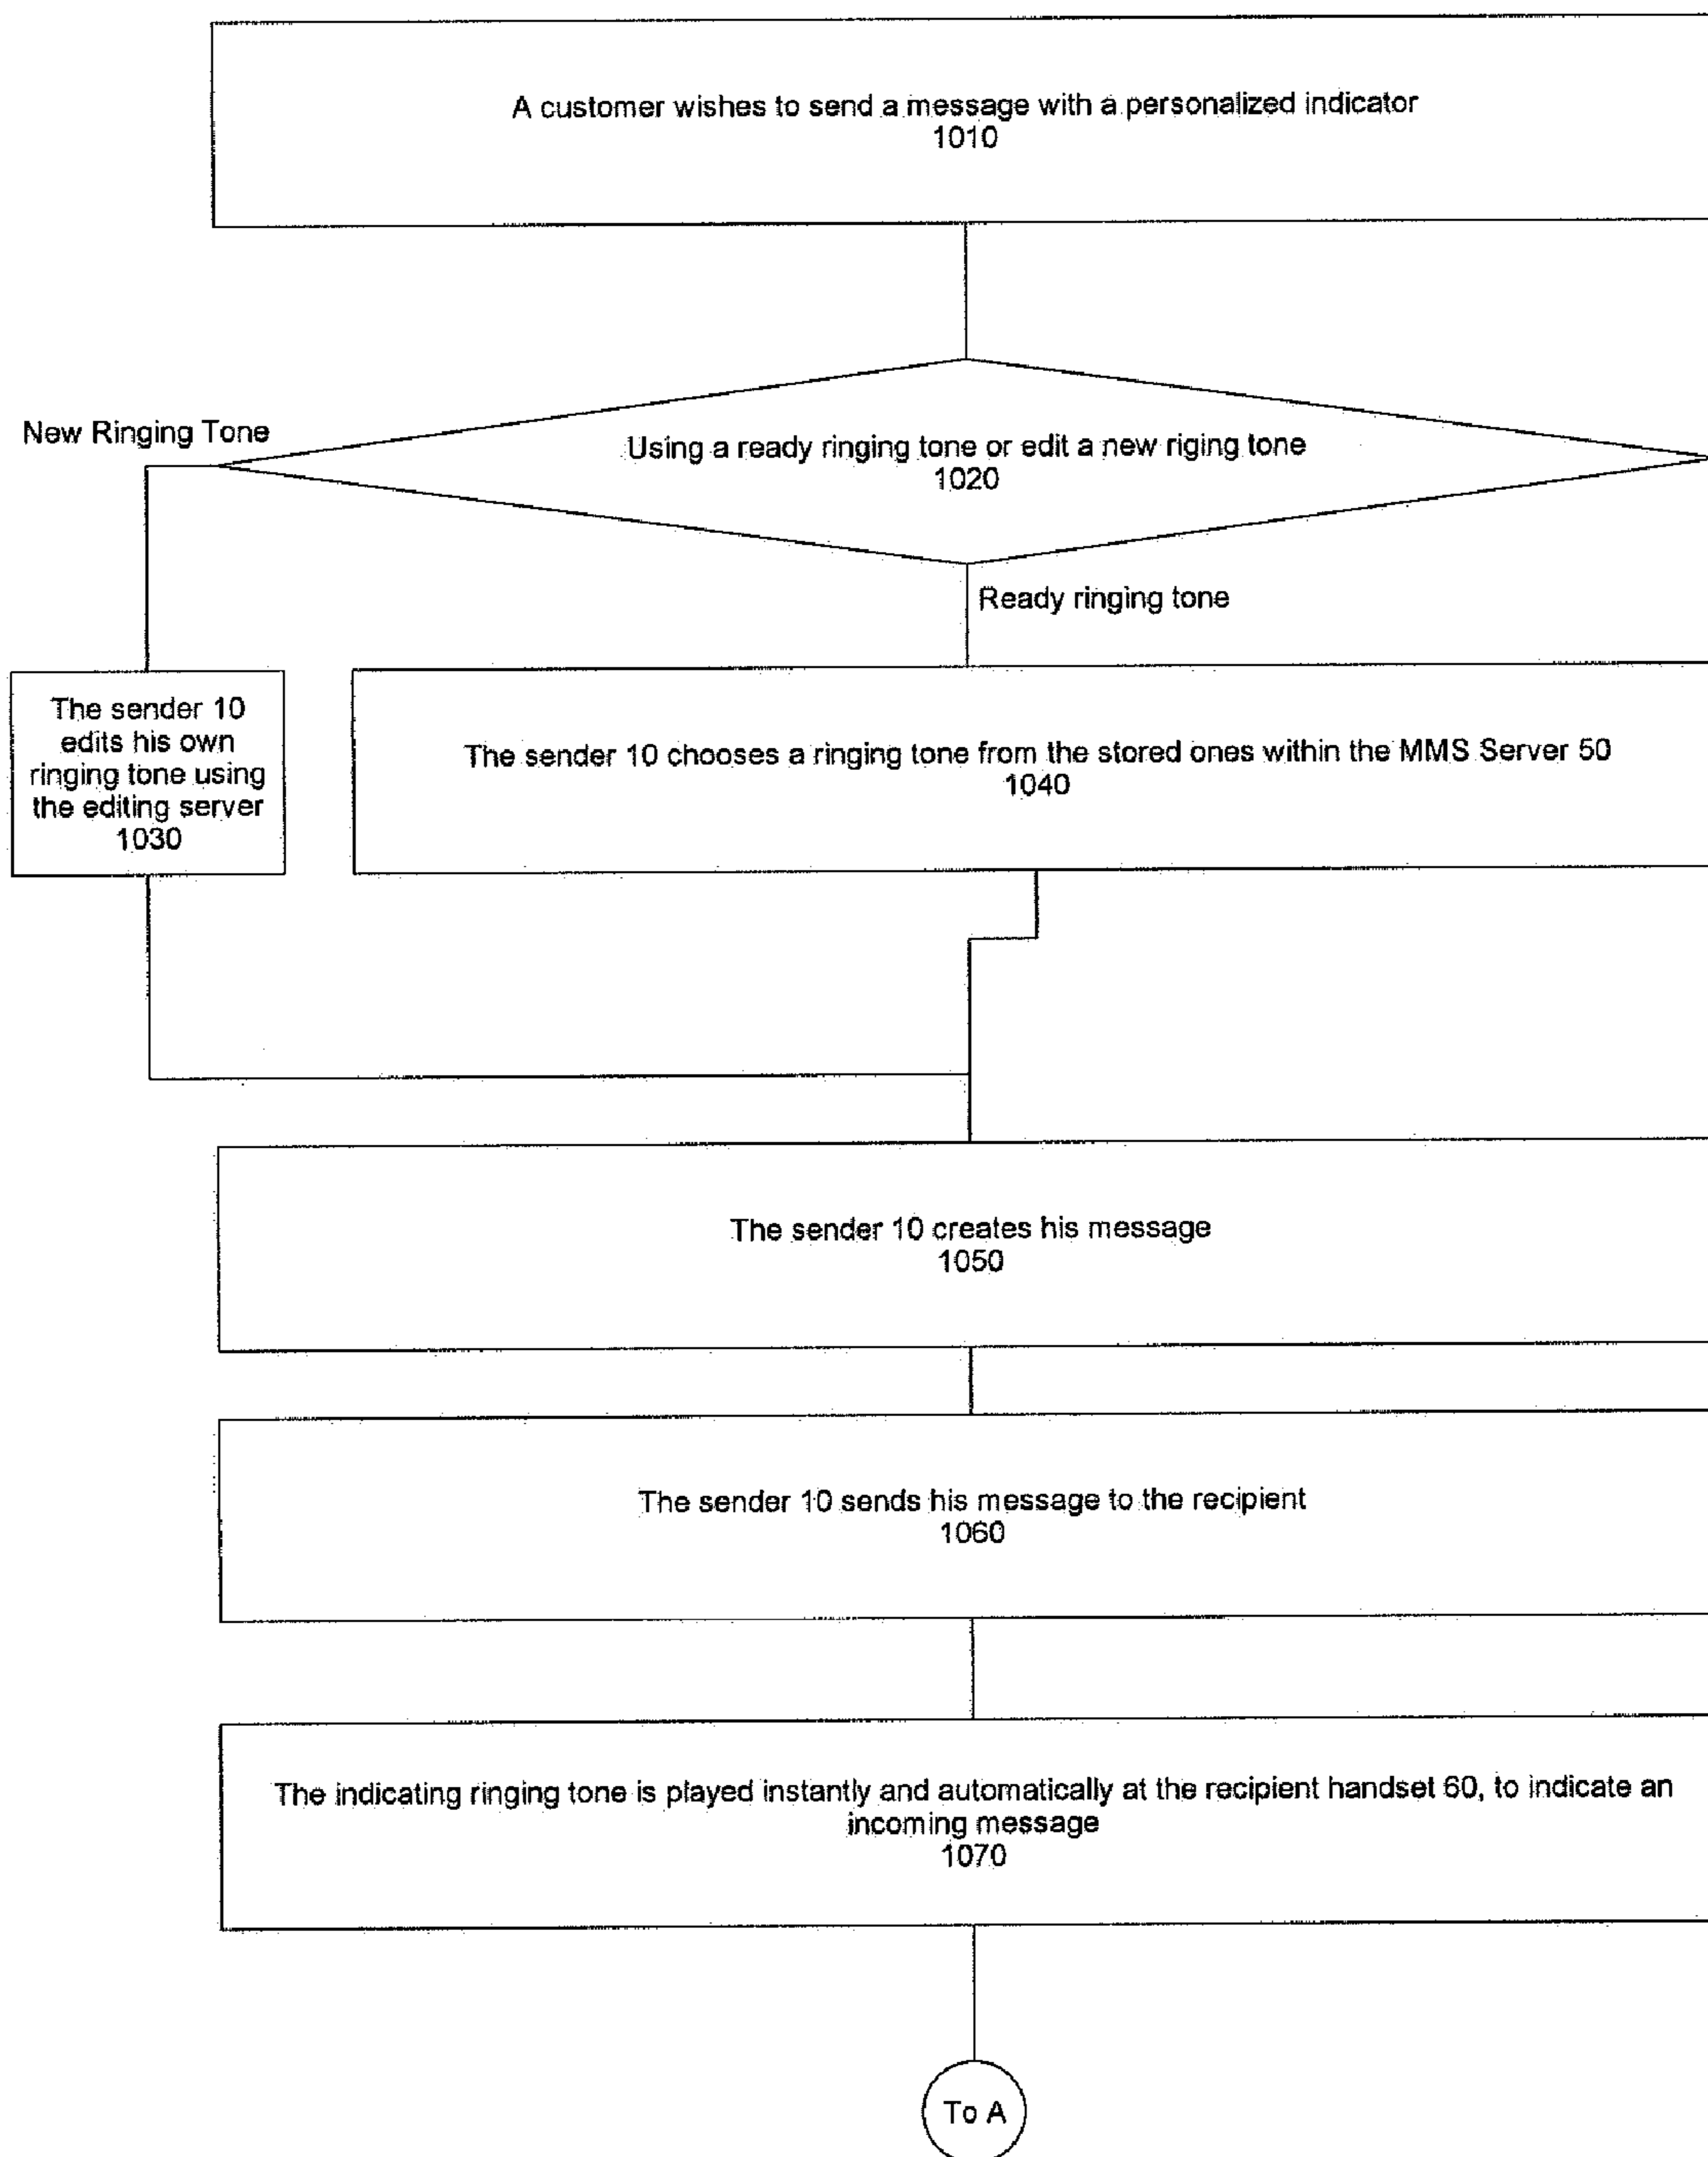 A customer wishes to send a message with a personalized indicator
1010
New Ringing Tone
Using a ready ringing tone or edit a new riging tone
1020
Ready ringing tone
The sender 10
edits his own
ringing tone using
the editing server
1030
The sender 10 chooses a ringing tone from the stored ones within the MMS Server 50
1040
The sender 10 creates his message
1050
The sender 10 sends his message to the recipient
1060
The indicating ringing tone is played instantly and automatically at the recipient handset 60, to indicate an
incoming message
1070
To A